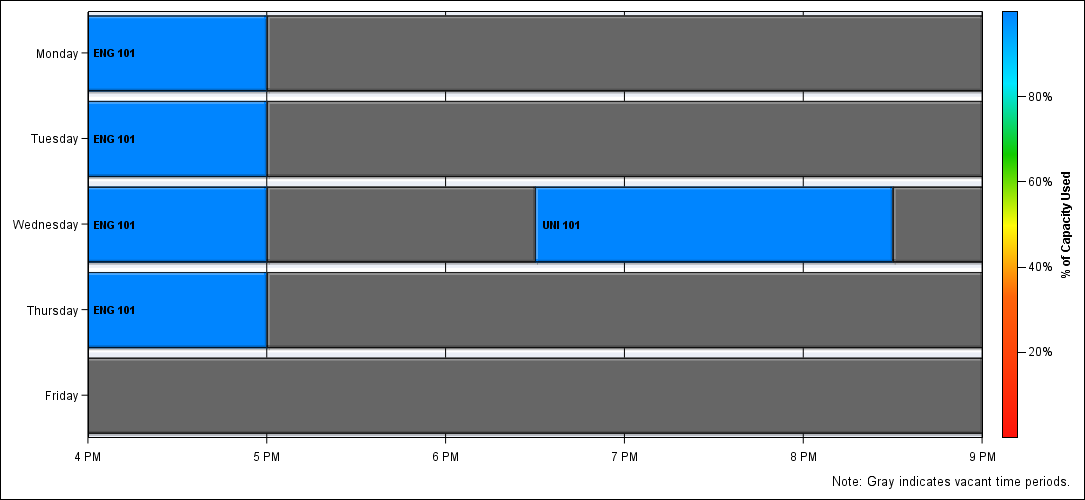 Monday
ENG 101
Tuesday
ENG 101
Wednesday
ENG 101
UNI 101
Thursday
ENG 101
Friday
4 PM
5 PM
6 PM
7 PM
8 PM
9 PM
80%
60%
40%
20%
% of Capacity Used
Note: Gray indicates vacant time periods.